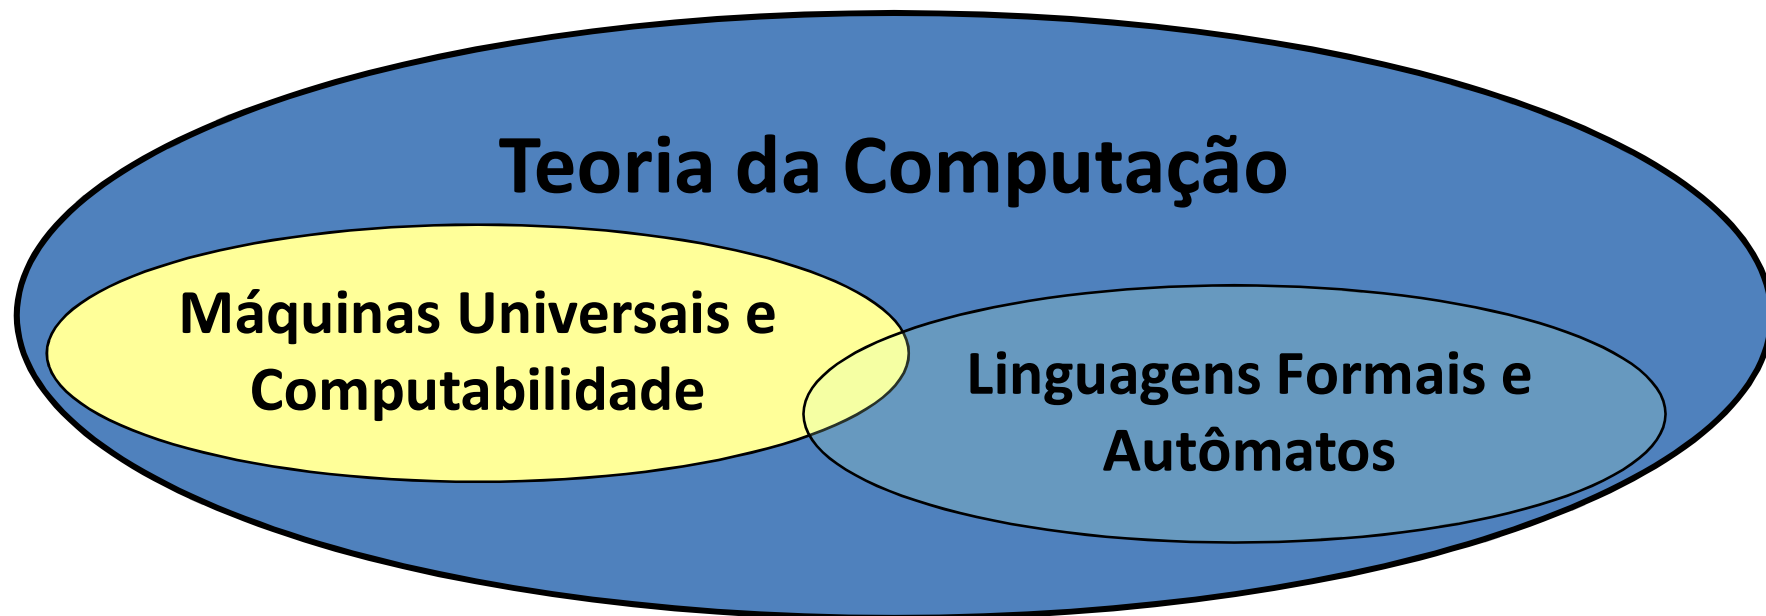 Teoria da Computação
Máquinas Universais e
Computabilidade
Linguagens Formais e
Autômatos